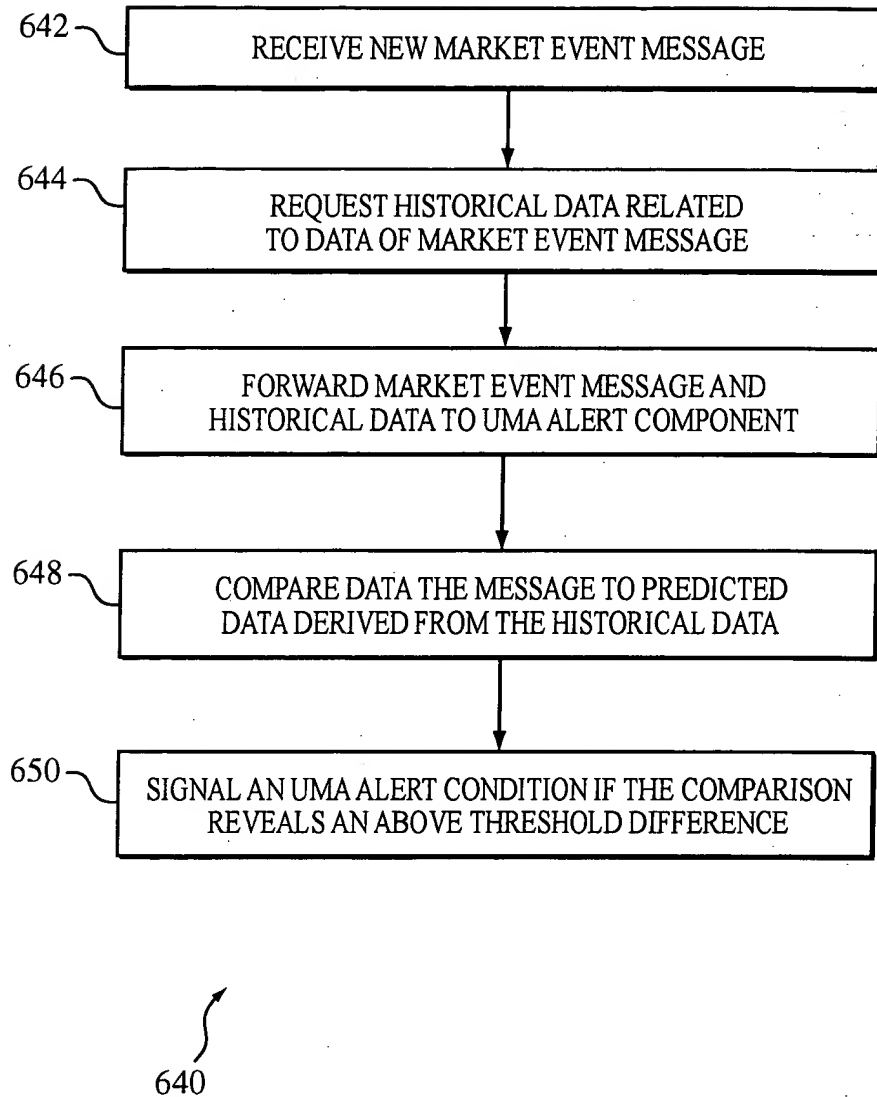 642
RECEIVE NEW MARKET EVENT MESSAGE
644
REQUEST HISTORICAL DATA RELATED
TO DATA OF MARKET EVENT MESSAGE
646
FORWARD MARKET EVENT MESSAGE AND
HISTORICAL DATA TO UMA ALERT COMPONENT
648
COMPARE DATA THE MESSAGE TO PREDICTED
DATA DERIVED FROM THE HISTORICAL DATA
650
SIGNAL AN UMA ALERT CONDITION IF THE COMPARISON
REVEALS AN ABOVE THRESHOLD DIFFERENCE
640